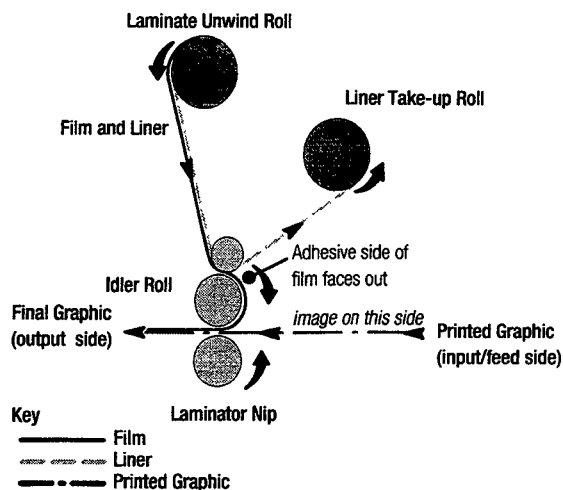 Laminate Unwind Roll
Liner Take-up Roll
Film and Liner
Adhesive side of
film faces out
Idler Roll
Final Graphic
(output side)
image on this side
Printed Graphic
(input/feed side)
Laminator Nip
Key
Film
Liner
Printed Graphic